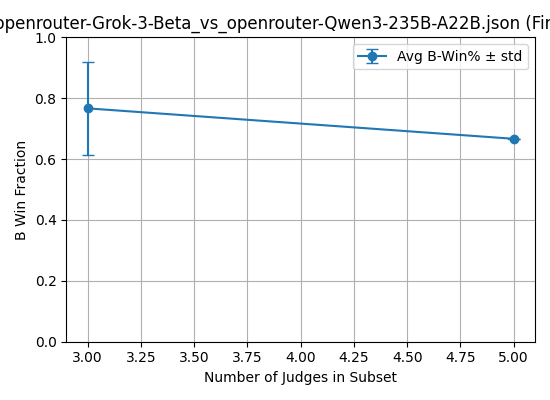 openrouter-Grok-3-Beta_vs_openrouter-Qwen3-235B-A22B.json (Fin
Avg B-Win% ± std
B Win Fraction
1.0
0.8
0.6
0.4
0.2
0.0
3.00 3.25 3.50 3.75 4.00 4.25 4.50 4.75 5.00
Number of Judges in Subset